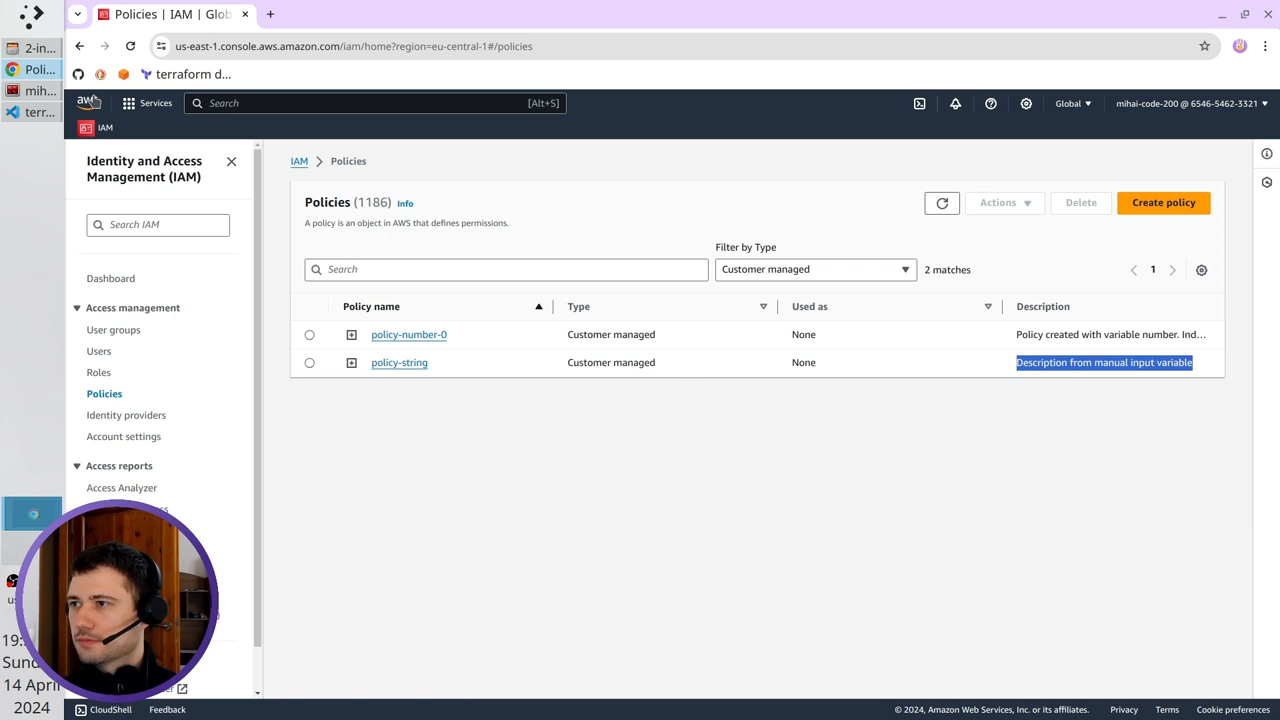 2-in...
Poli...
mih...
terr...
Policies | IAM | Glob
us-east-1.console.aws.amazon.com/iam/home?region=eu-central-1#/policies
terraform d...
aws
Services
Search
[Alt+S]
Global
mihai-code-200 @ 6546-5462-3321
IAM
Identity and Access
Management (IAM)
Search IAM
Dashboard
Access management
User groups
Users
Roles
Policies
Identity providers
Account settings
Access reports
Access Analyzer
IAM
Policies
Policies (1186)
Info
A policy is an object in AWS that defines permissions.
Actions
Delete
Create policy
Filter by Type
Search
Customer managed
2 matches
1
Policy name
Type
Used as
Description
policy-number-0
Customer managed
None
Policy created with variable number. Ind...
policy-string
Customer managed
None
Description from manual input variable
19:
Sund
14 April
2024
CloudShell
Feedback
© 2024, Amazon Web Services, Inc. or its affiliates.
Privacy
Terms
Cookie preferences